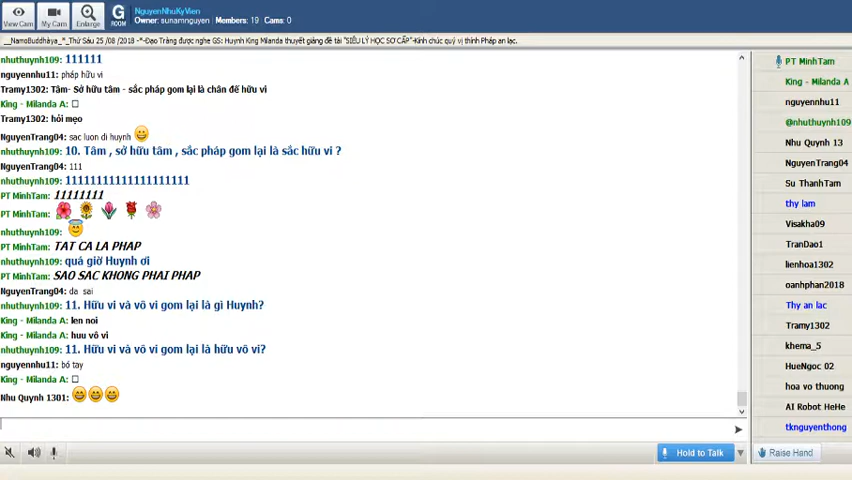 View Cam
My Cam
Enlarge
G
ROOM
NguyenNhuKyVien
Owner: sunamnguyen - Members: 19 Cams: 0
__NamoBuddhàya_*_Thứ Sáu 25 /08 /2018 -*-Đạo Tràng được nghe GS: Huỳnh King Milanda thuyết giảng đề tài "SIÊU LÝ HỌC SƠ CẤP"-Kính chúc quý vị thính Pháp an lạc.
nhuthuynh109: 111111
nguyennhu11: pháp hữu vi
Tramy1302: Tâm- Sở hữu tâm - sắc pháp gom lại là chân đế hữu vi
King - Milanda A: □
Tramy1302: hỏi mẹo
NguyenTrang04: sac luon di huynh
nhuthuynh109: 10. Tâm , sở hữu tâm , sắc pháp gom lại là sắc hữu vi ?
NguyenTrang04: 111
nhuthuynh109: 11111111111111111111
PT MinhTam: 11111111
PT MinhTam:
nhuthuynh109:
PT MinhTam: TAT CA LA PHAP
nhuthuynh109: quá giờ Huynh ơi
PT MinhTam: SAO SAC KHONG PHAI PHAP
NguyenTrang04: da sai
nhuthuynh109: 11. Hữu vi và vô vi gom lại là gì Huynh?
King - Milanda A: len noi
King - Milanda A: huu vô vi
nhuthuynh109: 11. Hữu vi và vô vi gom lại là hữu vô vi?
nguyennhu11: bó tay
King - Milanda A: □
Nhu Quynh 1301:
PT MinhTam
King - Milanda A
nguyennhu11
@nhuthuynh109
Nhu Quynh 13
NguyenTrang04
Su ThanhTam
thy lam
Visakha09
TranDao1
lienhoa1302
oanhphan2018
Thy an lac
Tramy1302
khema_5
HueNgoc 02
hoa vo thuong
AI Robot HeHe
tknguyenthong
Hold to Talk
Raise Hand